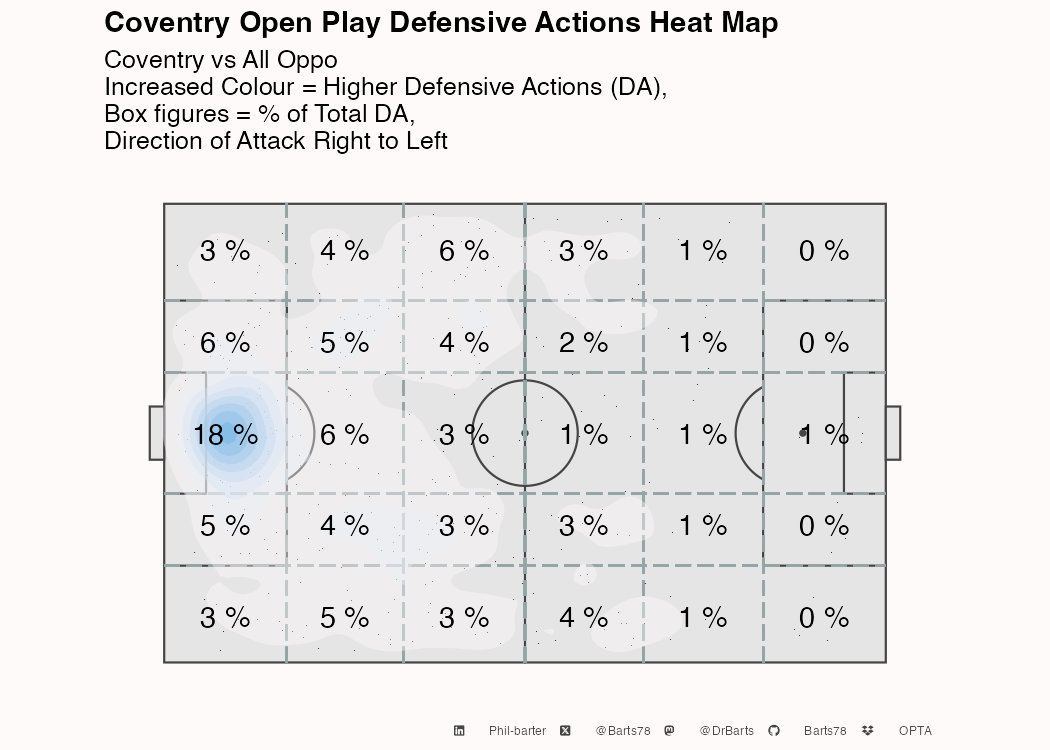 Coventry Open Play Defensive Actions Heat Map
Coventry vs All Oppo
Increased Colour = Higher Defensive Actions (DA),
Box figures = % of Total DA,
Direction of Attack Right to Left
3 % 4 % 6 % 3 % 1 % 0 %
6 % 5 % 4 % 2 % 1 % 0 %
18 % 6 % 3 % 1 % 1 % 1 %
5 % 4 % 3 % 3 % 1 % 0 %
3 % 5 % 3 % 4 % 1 % 0 %
Phil-barter @Barts78 @DrBarts Barts78 OPTA